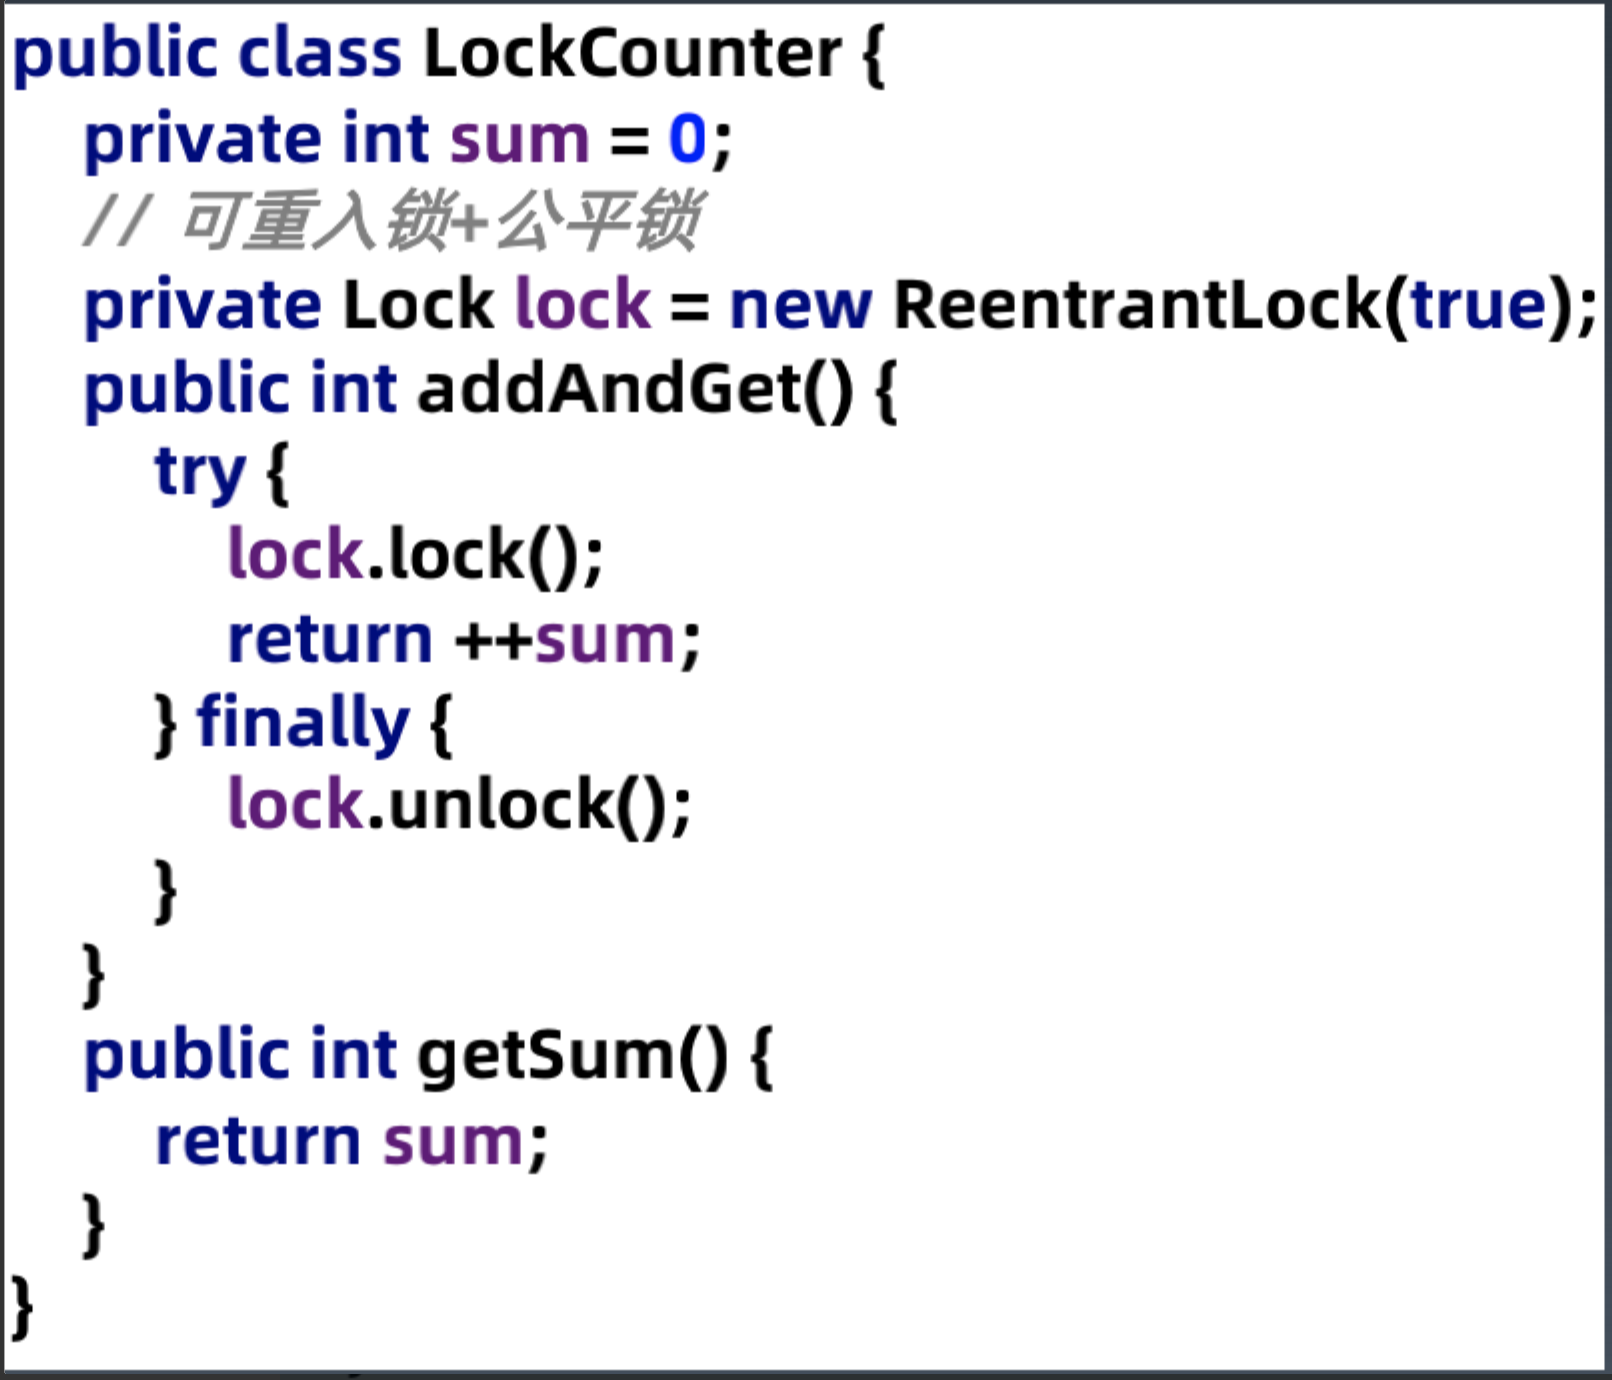 public class LockCounter {
    private int sum = 0;
    // 可重入锁+公平锁
    private Lock lock = new ReentrantLock(true);
    public int addAndGet() {
        try {
            lock.lock();
            return ++sum;
        } finally {
            lock.unlock();
        }
    }
    public int getSum() {
        return sum;
    }
}